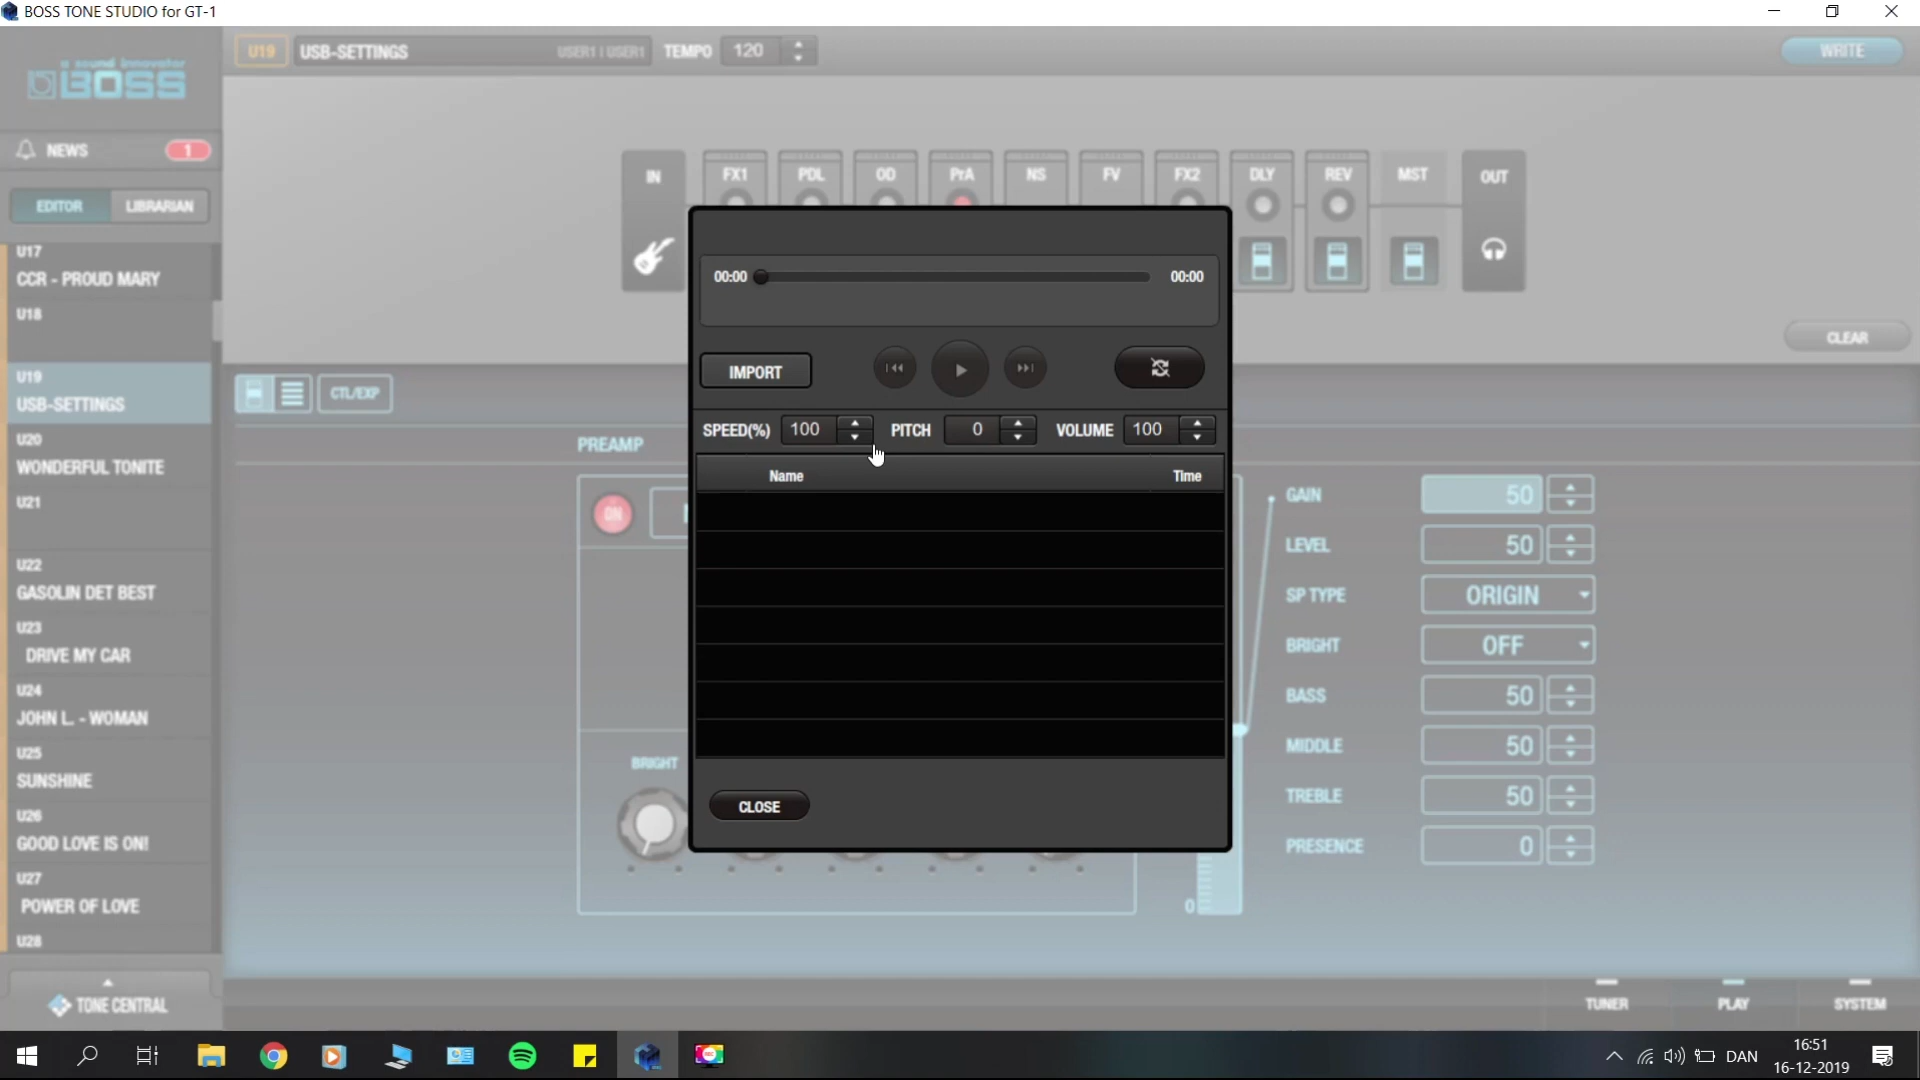 BOSS TONE STUDIO for GT-1
U19 USB-SETTINGS USER1 | USER1 TEMPO 120 WRITE
a sound innovator
BOSS
NEWS 1
EDITOR LIBRARIAN
U17
CCR - PROUD MARY
U18
U19
USB-SETTINGS
U20
WONDERFUL TONITE
U21
U22
GASOLIN DET BEST
U23
DRIVE MY CAR
U24
JOHN L. - WOMAN
U25
SUNSHINE
U26
GOOD LOVE IS ON!
U27
POWER OF LOVE
U28
TONE CENTRAL
IN FX1 PDL OD PrA NS FV FX2 DLY REV MST OUT
CLEAR
CTL/EXP
PREAMP
ON
BRIGHT
00:00 00:00
IMPORT
SPEED(%) 100 PITCH 0 VOLUME 100
Name Time
CLOSE
GAIN 50
LEVEL 50
SP TYPE ORIGIN
BRIGHT OFF
BASS 50
MIDDLE 50
TREBLE 50
PRESENCE 0
0
TUNER PLAY SYSTEM
REC
DAN
16:51
16-12-2019